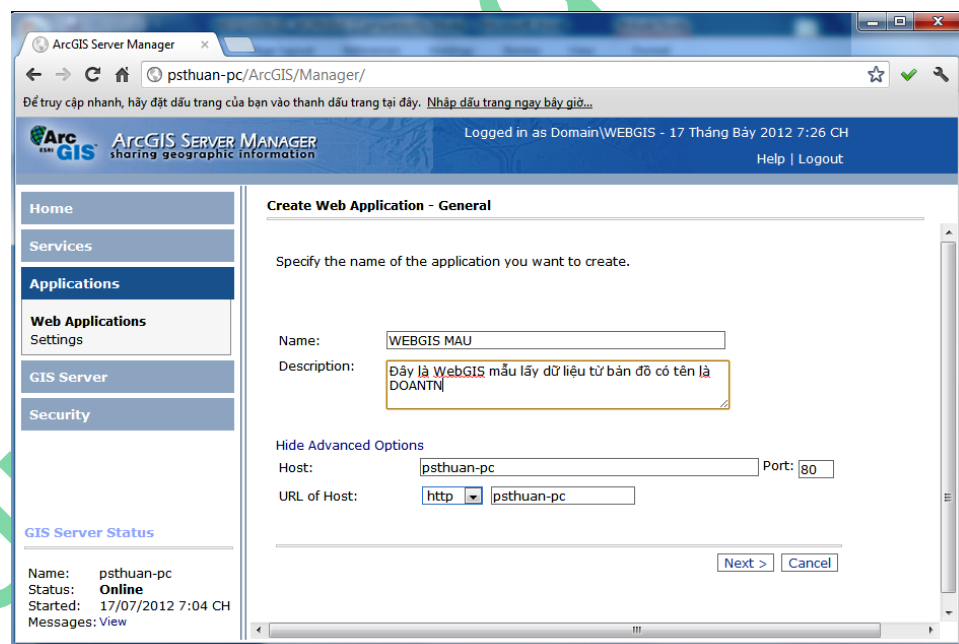 ArcGIS Server Manager
psthuan-pc/ArcGIS/Manager/
Để truy cập nhanh, hãy đặt dấu trang của bạn vào thanh dấu trang tại đây. Nhập dấu trang ngay bây giờ...
ArcGIS ArcGIS SERVER MANAGER
sharing geographic information
Logged in as Domain\WEBGIS - 17 Tháng Bảy 2012 7:26 CH
Help | Logout
Home
Services
Applications
Web Applications
Settings
GIS Server
Security
GIS Server Status
Name: psthuan-pc
Status: Online
Started: 17/07/2012 7:04 CH
Messages: View
Create Web Application - General
Specify the name of the application you want to create.
Name: WEBGIS MAU
Description: Đây là WebGIS mẫu lấy dữ liệu từ bản đồ có tên là
DOANTN
Hide Advanced Options
Host: psthuan-pc Port: 80
URL of Host: http psthuan-pc
Next > Cancel